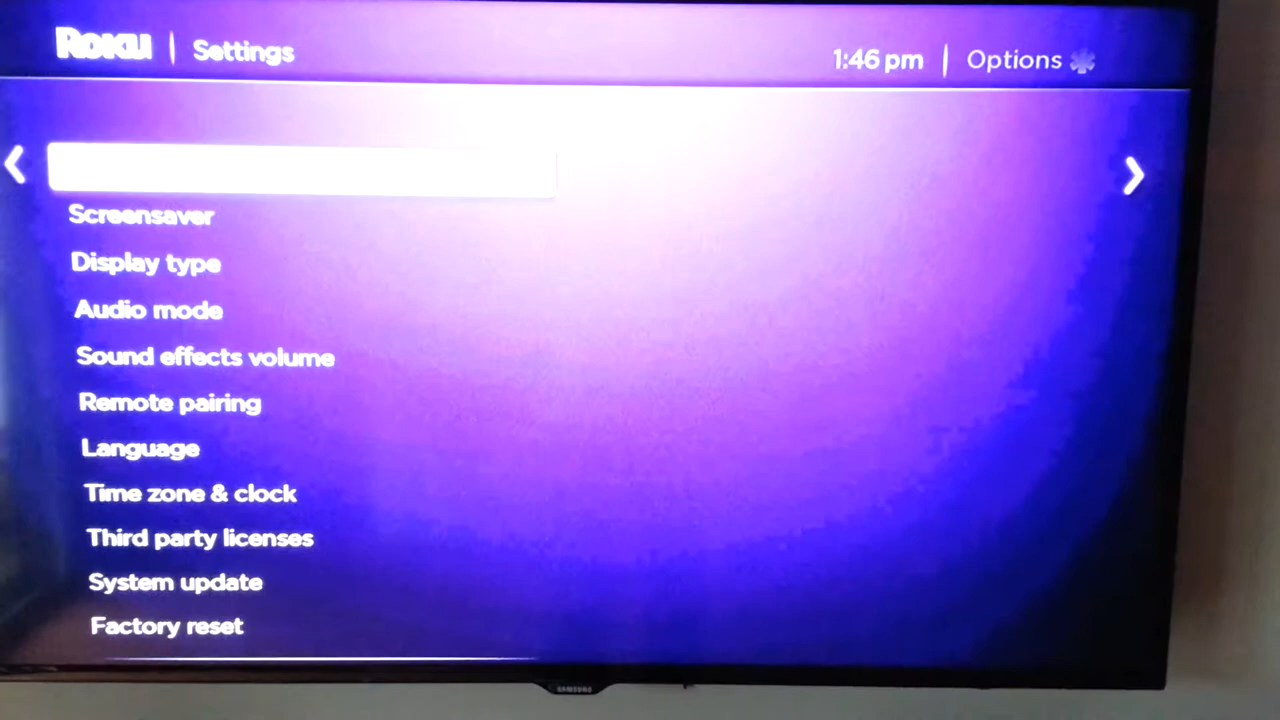 Roku | Settings
1:46 pm | Options
Screensaver
Display type
Audio mode
Sound effects volume
Remote pairing
Language
Time zone & clock
Third party licenses
System update
Factory reset
SAMSUNG